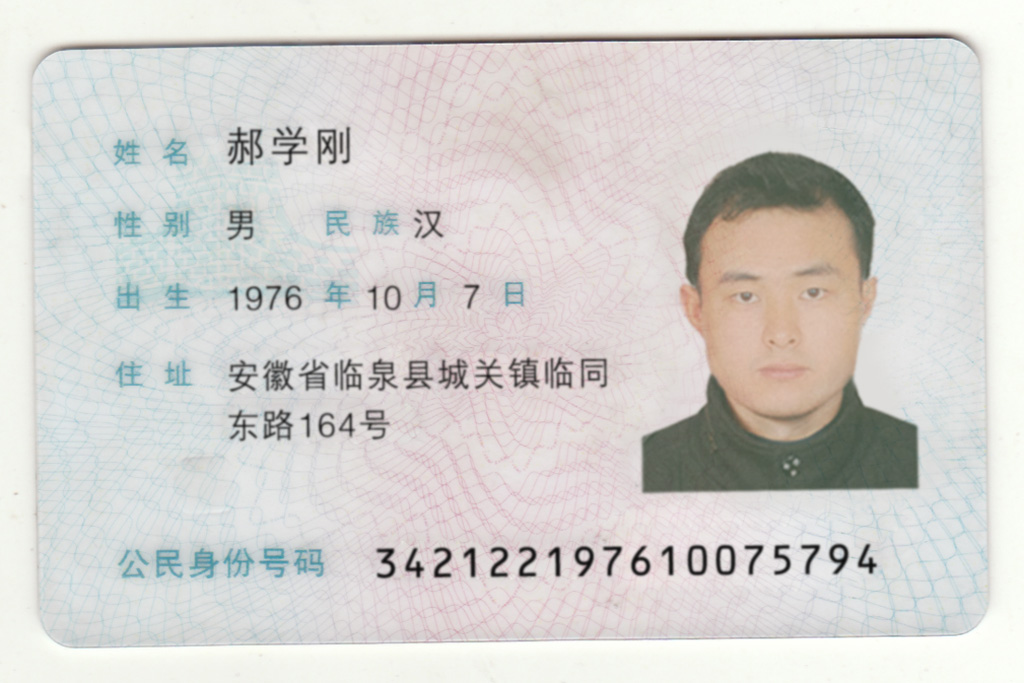 姓名 郝学刚
性别 男 民族 汉
出生 1976 年 10 月 7 日
住址 安徽省临泉县城关镇临同
东路164号
公民身份号码 342122197610075794